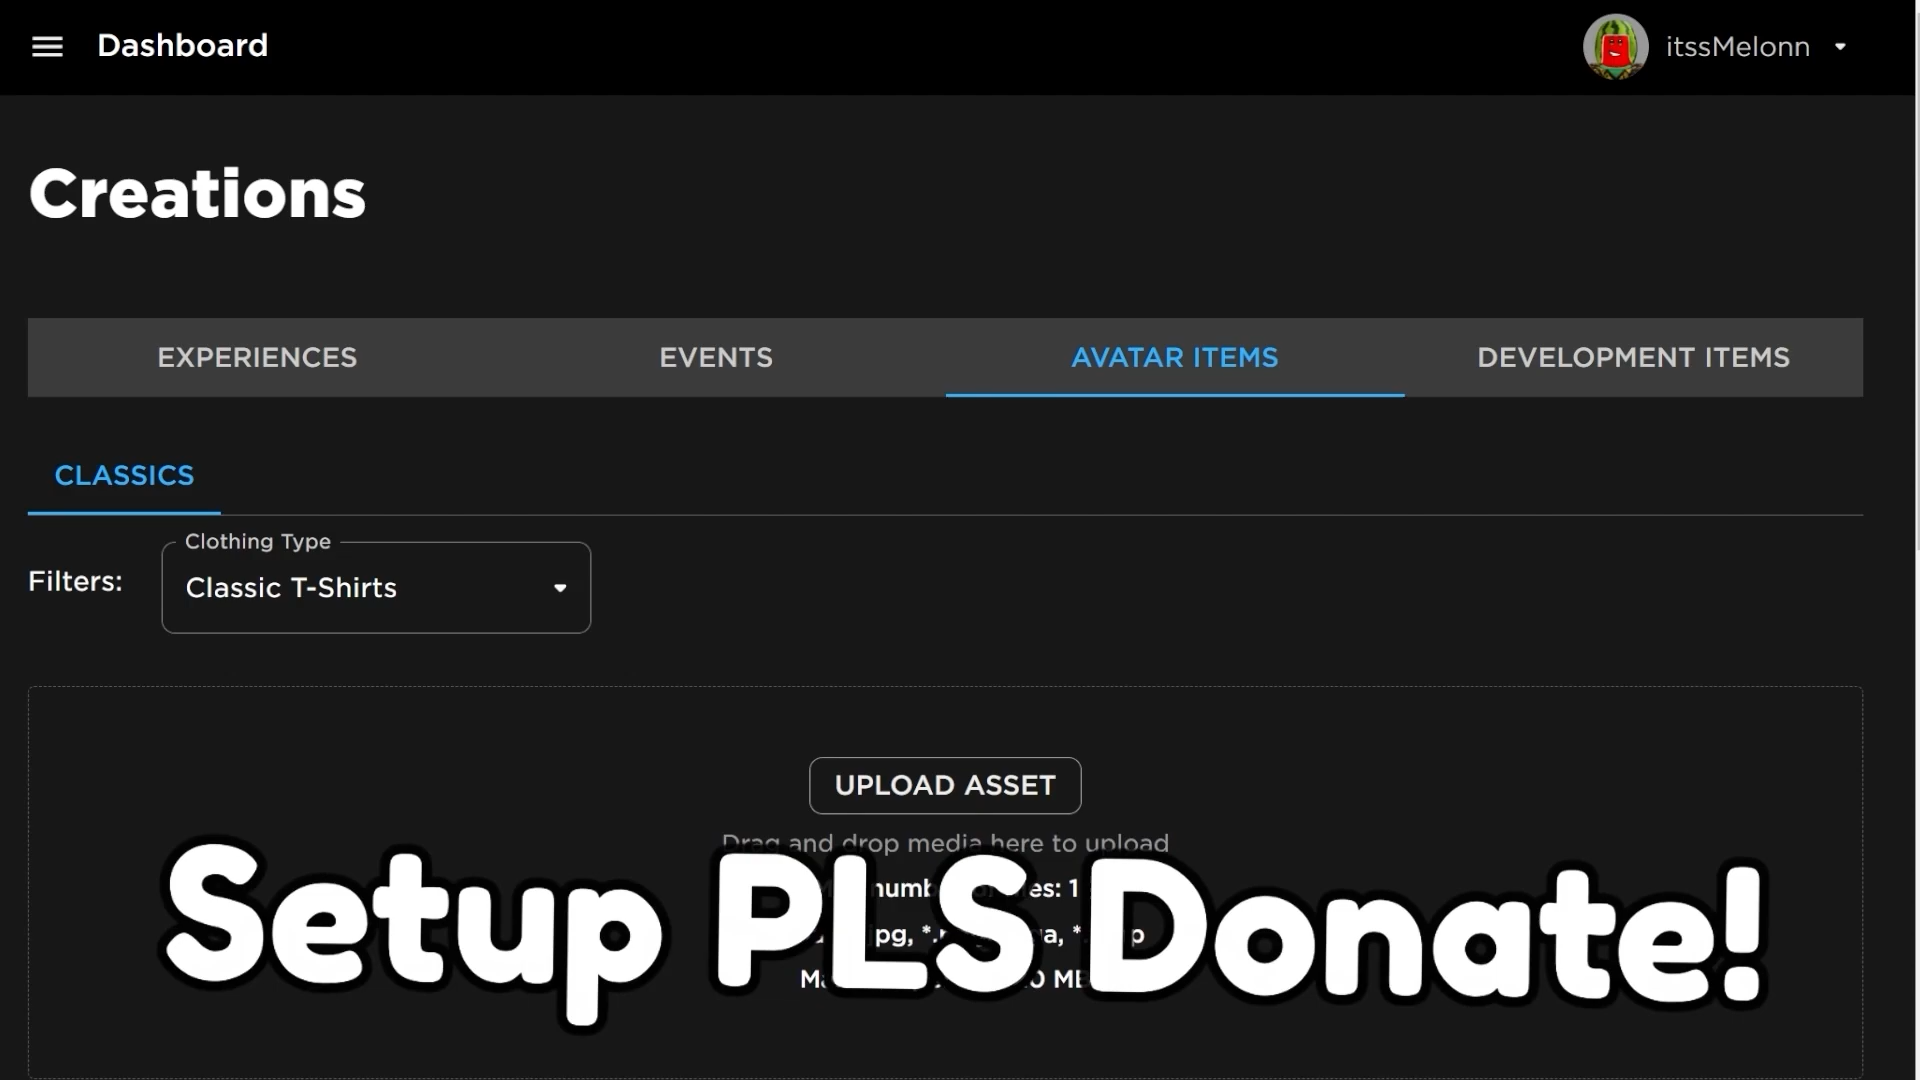 Dashboard
itssMelonn
Creations
EXPERIENCES
EVENTS
AVATAR ITEMS
DEVELOPMENT ITEMS
CLASSICS
Clothing Type
Filters:
Classic T-Shirts
UPLOAD ASSET
Drag and drop media here to upload
1
Setup PLS Donate!